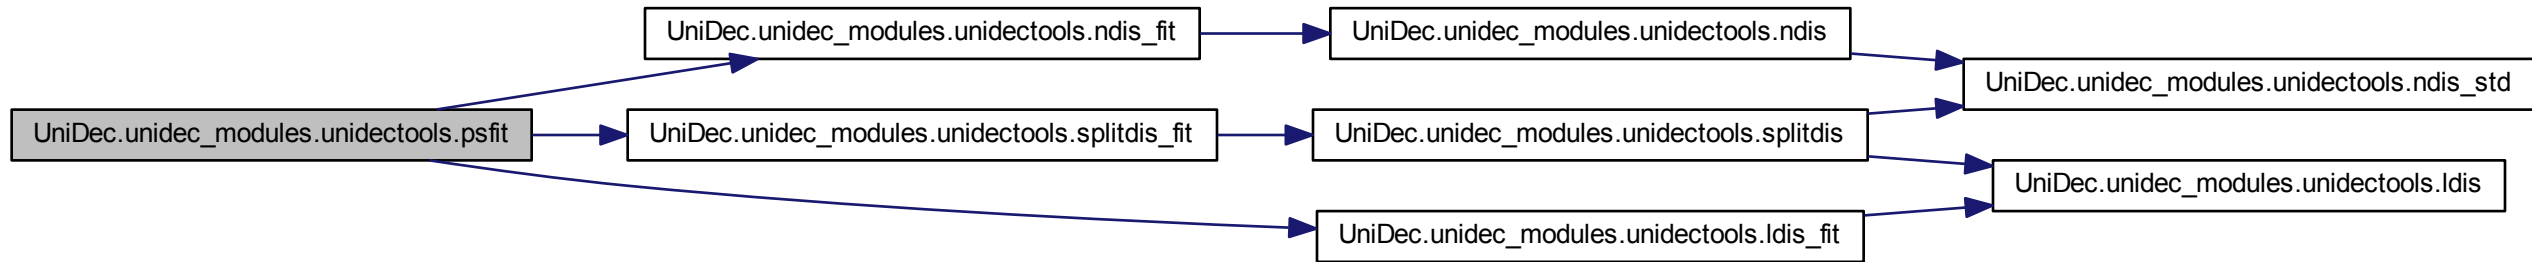 UniDec.unidec_modules.unidectools.ndis_fit
UniDec.unidec_modules.unidectools.ndis
UniDec.unidec_modules.unidectools.ndis_std
UniDec.unidec_modules.unidectools.psfit
UniDec.unidec_modules.unidectools.splitdis_fit
UniDec.unidec_modules.unidectools.splitdis
UniDec.unidec_modules.unidectools.ldis
UniDec.unidec_modules.unidectools.ldis_fit